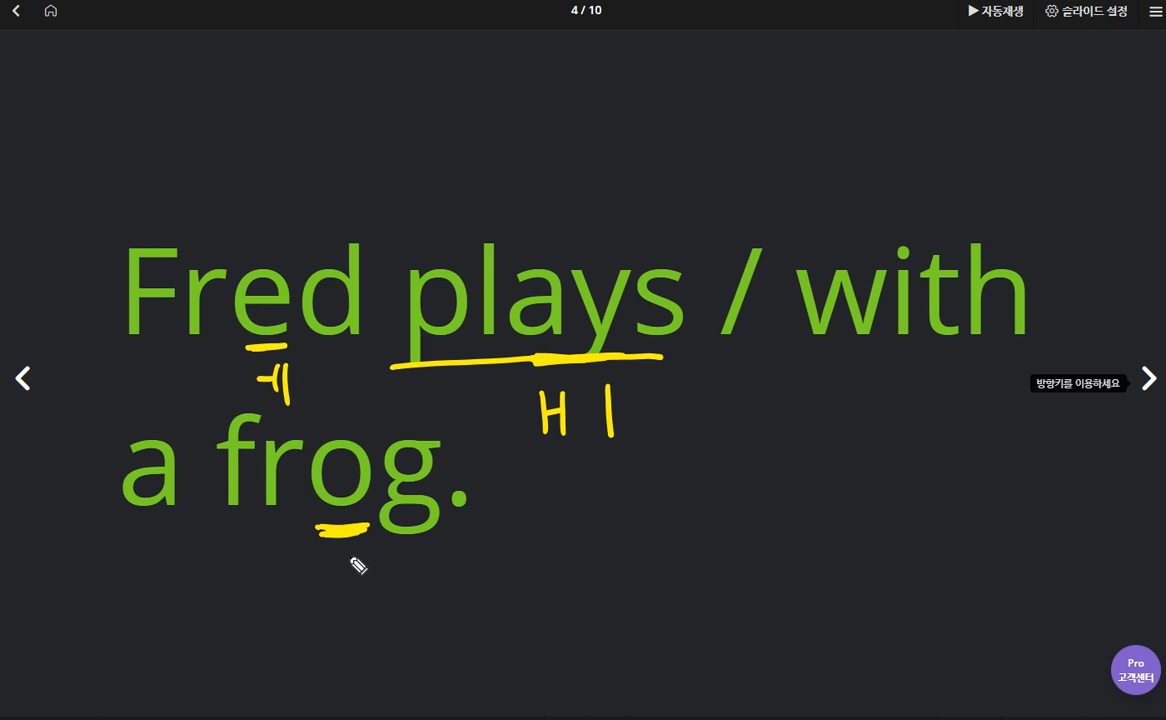 4 / 10
▶ 자동재생
슬라이드 설정
Fred plays / with
ㅔ
ㅐㅣ
방향키를 이용하세요
a frog.
Pro
고객센터